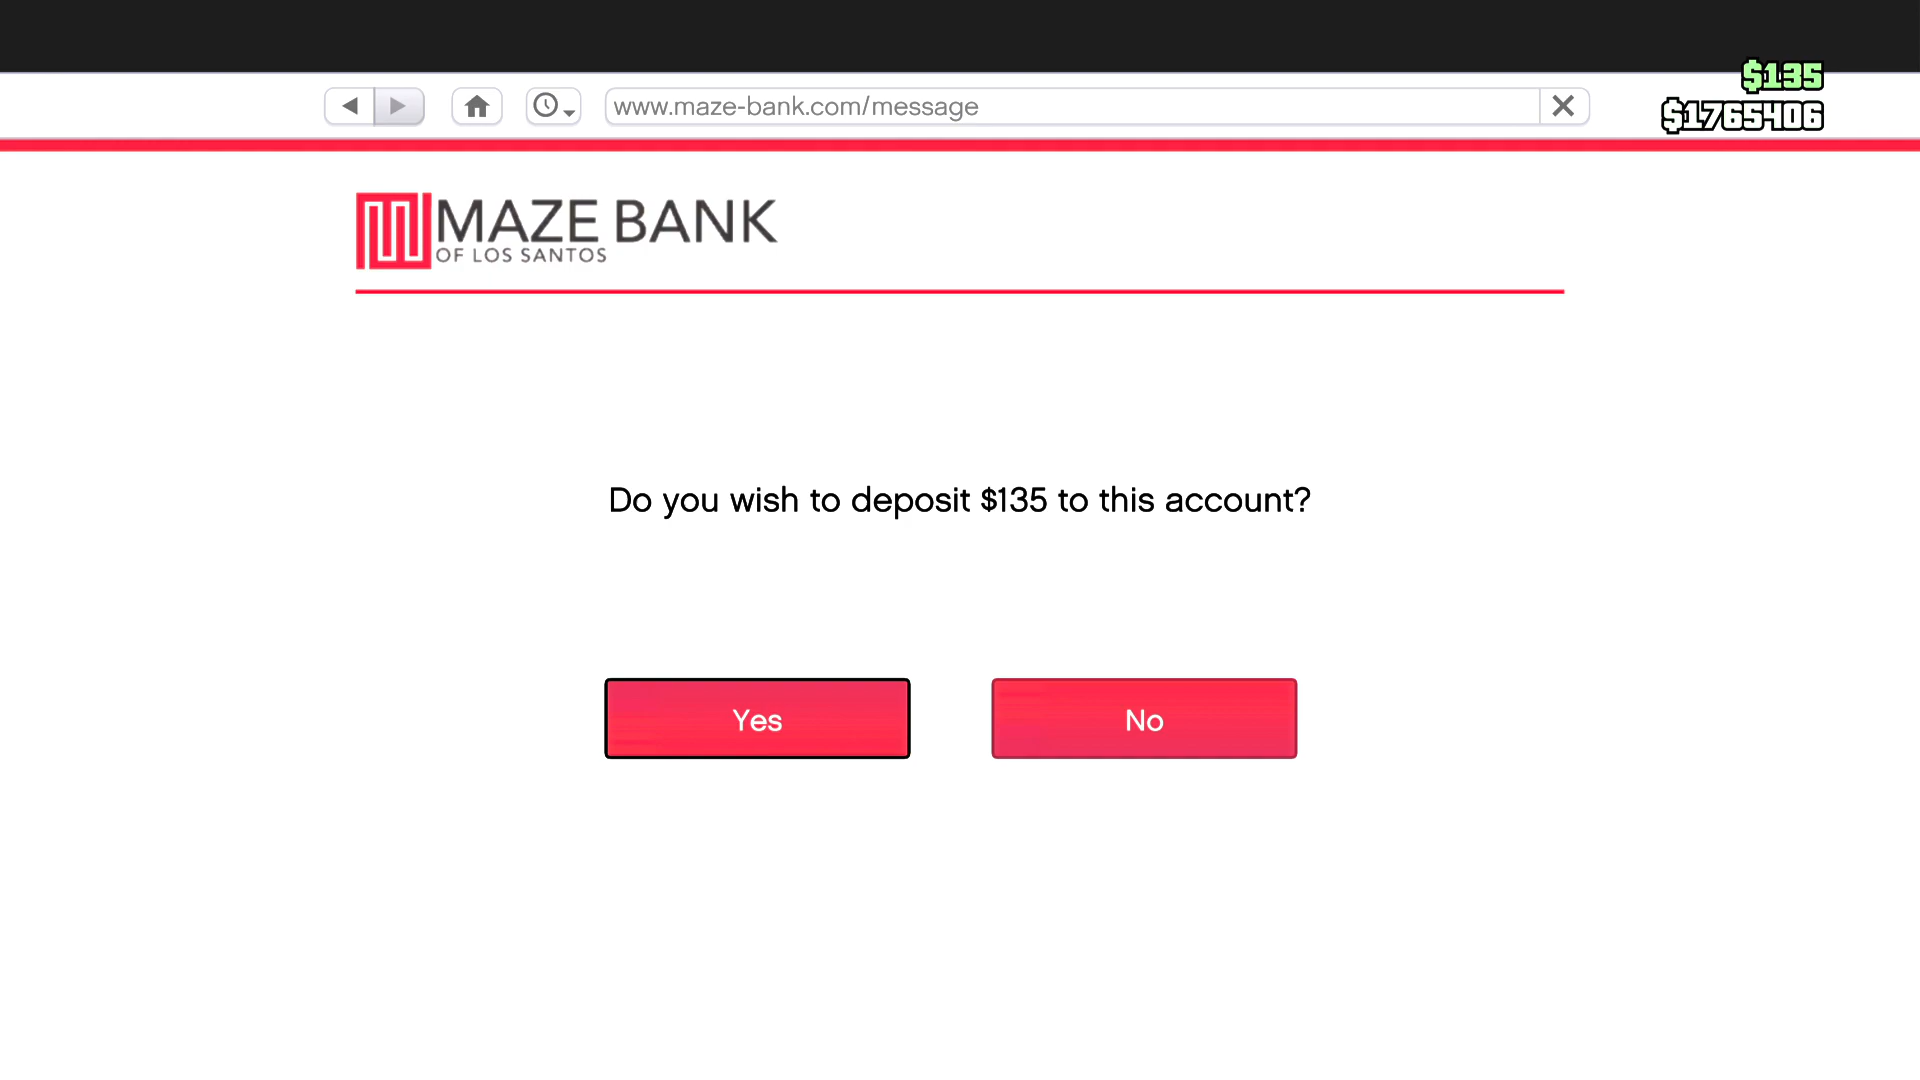 $135
www.maze-bank.com/message
$1765406
MAZE BANK
OF LOS SANTOS
Do you wish to deposit $135 to this account?
Yes
No